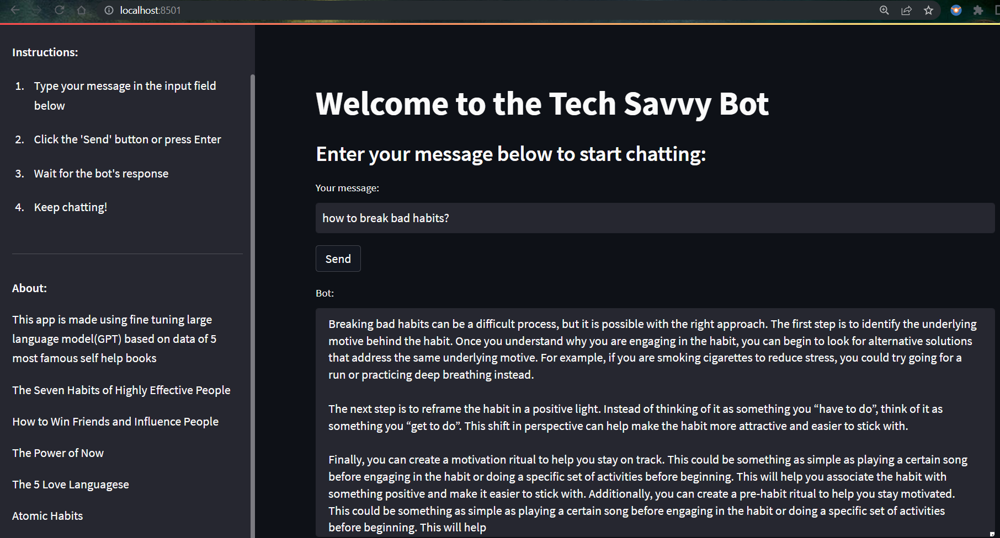 localhost:8501
Instructions:
1. Type your message in the input field
below
2. Click the 'Send' button or press Enter
3. Wait for the bot's response
4. Keep chatting!
About:
This app is made using fine tuning large
language model(GPT) based on data of 5
most famous self help books
The Seven Habits of Highly Effective People
How to Win Friends and Influence People
The Power of Now
The 5 Love Languagese
Atomic Habits
Welcome to the Tech Savvy Bot
Enter your message below to start chatting:
Your message:
how to break bad habits?
Send
Bot:
Breaking bad habits can be a difficult process, but it is possible with the right approach. The first step is to identify the underlying
motive behind the habit. Once you understand why you are engaging in the habit, you can begin to look for alternative solutions
that address the same underlying motive. For example, if you are smoking cigarettes to reduce stress, you could try going for a
run or practicing deep breathing instead.
The next step is to reframe the habit in a positive light. Instead of thinking of it as something you “have to do”, think of it as
something you “get to do”. This shift in perspective can help make the habit more attractive and easier to stick with.
Finally, you can create a motivation ritual to help you stay on track. This could be something as simple as playing a certain song
before engaging in the habit or doing a specific set of activities before beginning. This will help you associate the habit with
something positive and make it easier to stick with. Additionally, you can create a pre-habit ritual to help you stay motivated.
This could be something as simple as playing a certain song before engaging in the habit or doing a specific set of activities
before beginning. This will help